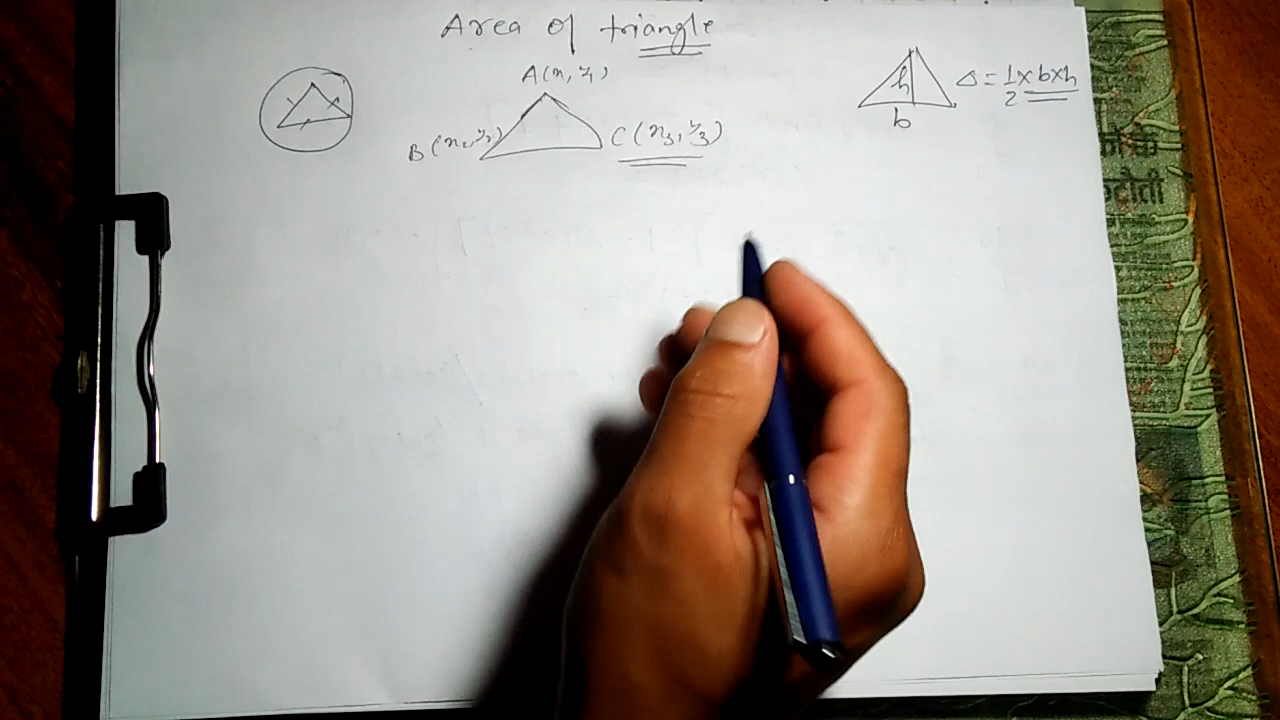 Area of triangle
A(x₁, y₁)
B(x₂, y₂)
C(x₃, y₃)
h
b
Δ = 1/2 × b×h
के